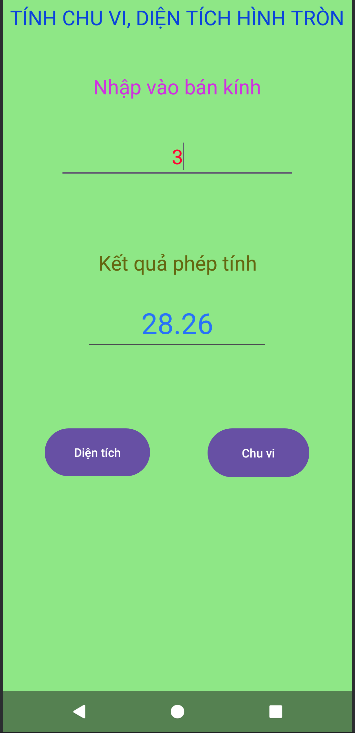 TÍNH CHU VI, DIỆN TÍCH HÌNH TRÒN
Nhập vào bán kính
3
Kết quả phép tính
28.26
Diện tích
Chu vi